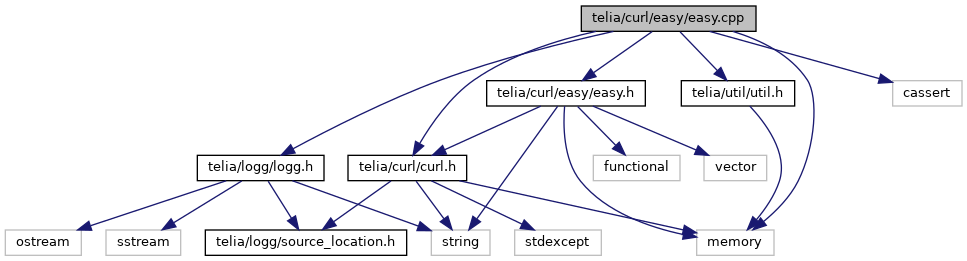 telia/curl/easy/easy.cpp
telia/curl/easy/easy.h
telia/util/util.h
cassert
telia/logg/logg.h
telia/curl/curl.h
functional
vector
ostream
sstream
telia/logg/source_location.h
string
stdexcept
memory